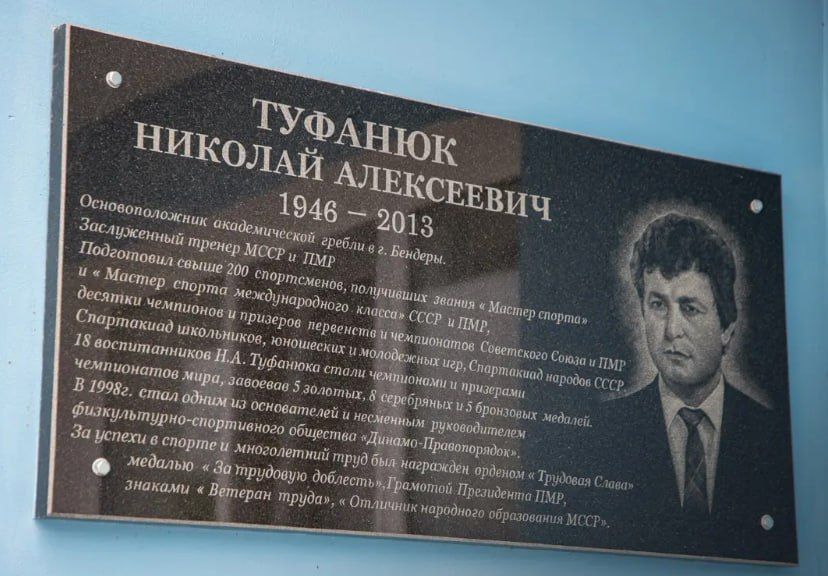 ТУФАНЮК
НИКОЛАЙ АЛЕКСЕЕВИЧ
1946 – 2013
Основоположник академической гребли в г. Бендеры.
Заслуженный тренер МССР и ПМР
Подготовил свыше 200 спортсменов, получивших звания « Мастер спорта»
и « Мастер спорта международного класса» СССР и ПМР,
десятки чемпионов и призеров первенств и чемпионатов Советского Союза и ПМР
Спартакиад школьников, юношеских и молодежных игр, Спартакиад народов СССР.
18 воспитанников Н.А. Туфанюка стали чемпионами и призерами
чемпионатов мира, завоевав 5 золотых, 8 серебряных и 5 бронзовых медалей.
В 1998г. стал одним из основателей и несменным руководителем
физкультурно-спортивного общества «Динамо-Правопорядок».
За успехи в спорте и многолетний труд был награжден орденом « Трудовая Слава»
медалью « За трудовую доблесть», Грамотой Президента ПМР,
знаками « Ветеран труда», « Отличник народного образования МССР».